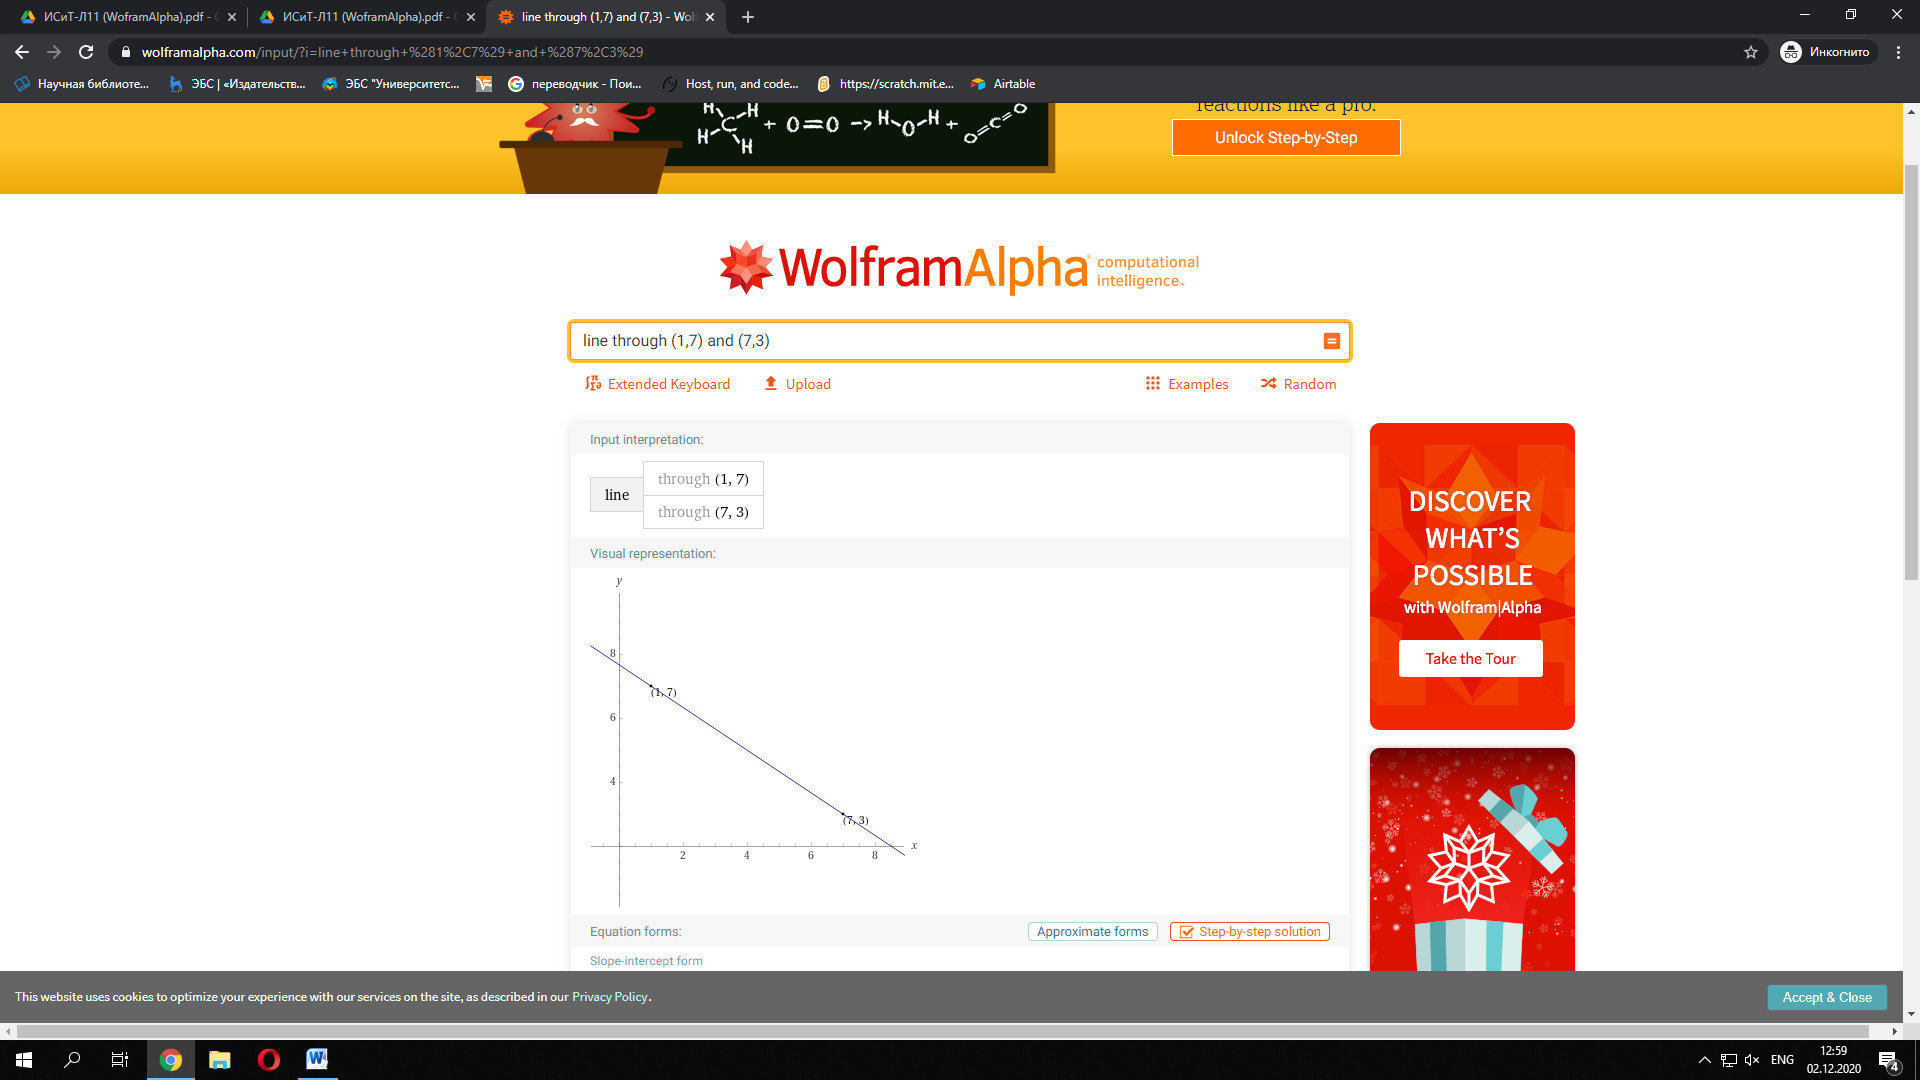 ИСиТ-Л11 (WoframAlpha).pdf -
ИСиТ-Л11 (WoframAlpha).pdf -
line through (1,7) and (7,3) - Wol
wolframalpha.com/input/?i=line+through+%281%2C7%29+and+%287%2C3%29
Инкогнито
Научная библиоте...
ЭБС | «Издательств...
ЭБС "Университетс...
переводчик - Пои...
Host, run, and code...
https://scratch.mit.e...
Airtable
reactions like a pro.
H H
H C + O=O -> H O H + O=C=O
H
Unlock Step-by-Step
WolframAlpha computational
intelligence™
line through (1,7) and (7,3)
Extended Keyboard
Upload
Examples
Random
Input interpretation:
line
through (1, 7)
through (7, 3)
Visual representation:
y
8
(1, 7)
6
4
(7, 3)
x
2
4
6
8
Equation forms:
Approximate forms
Step-by-step solution
Slope-intercept form
DISCOVER
WHAT'S
POSSIBLE
with Wolfram|Alpha
Take the Tour
This website uses cookies to optimize your experience with our services on the site, as described in our Privacy Policy.
Accept & Close
ENG
12:59
02.12.2020
4